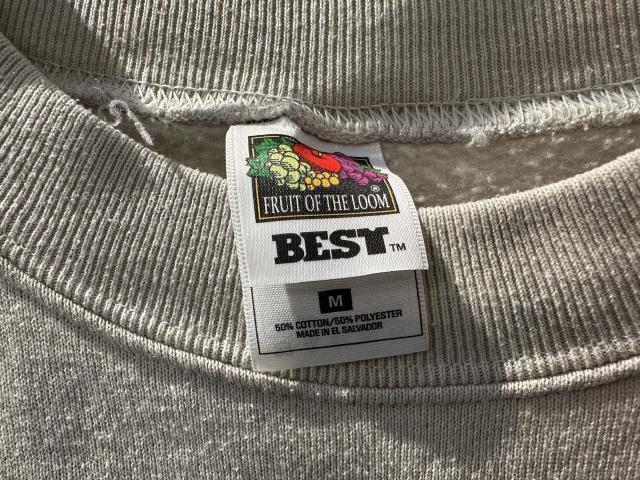 FRUIT OF THE LOOM ®
BEST™
M
50% COTTON/50% POLYESTER
MADE IN EL SALVADOR